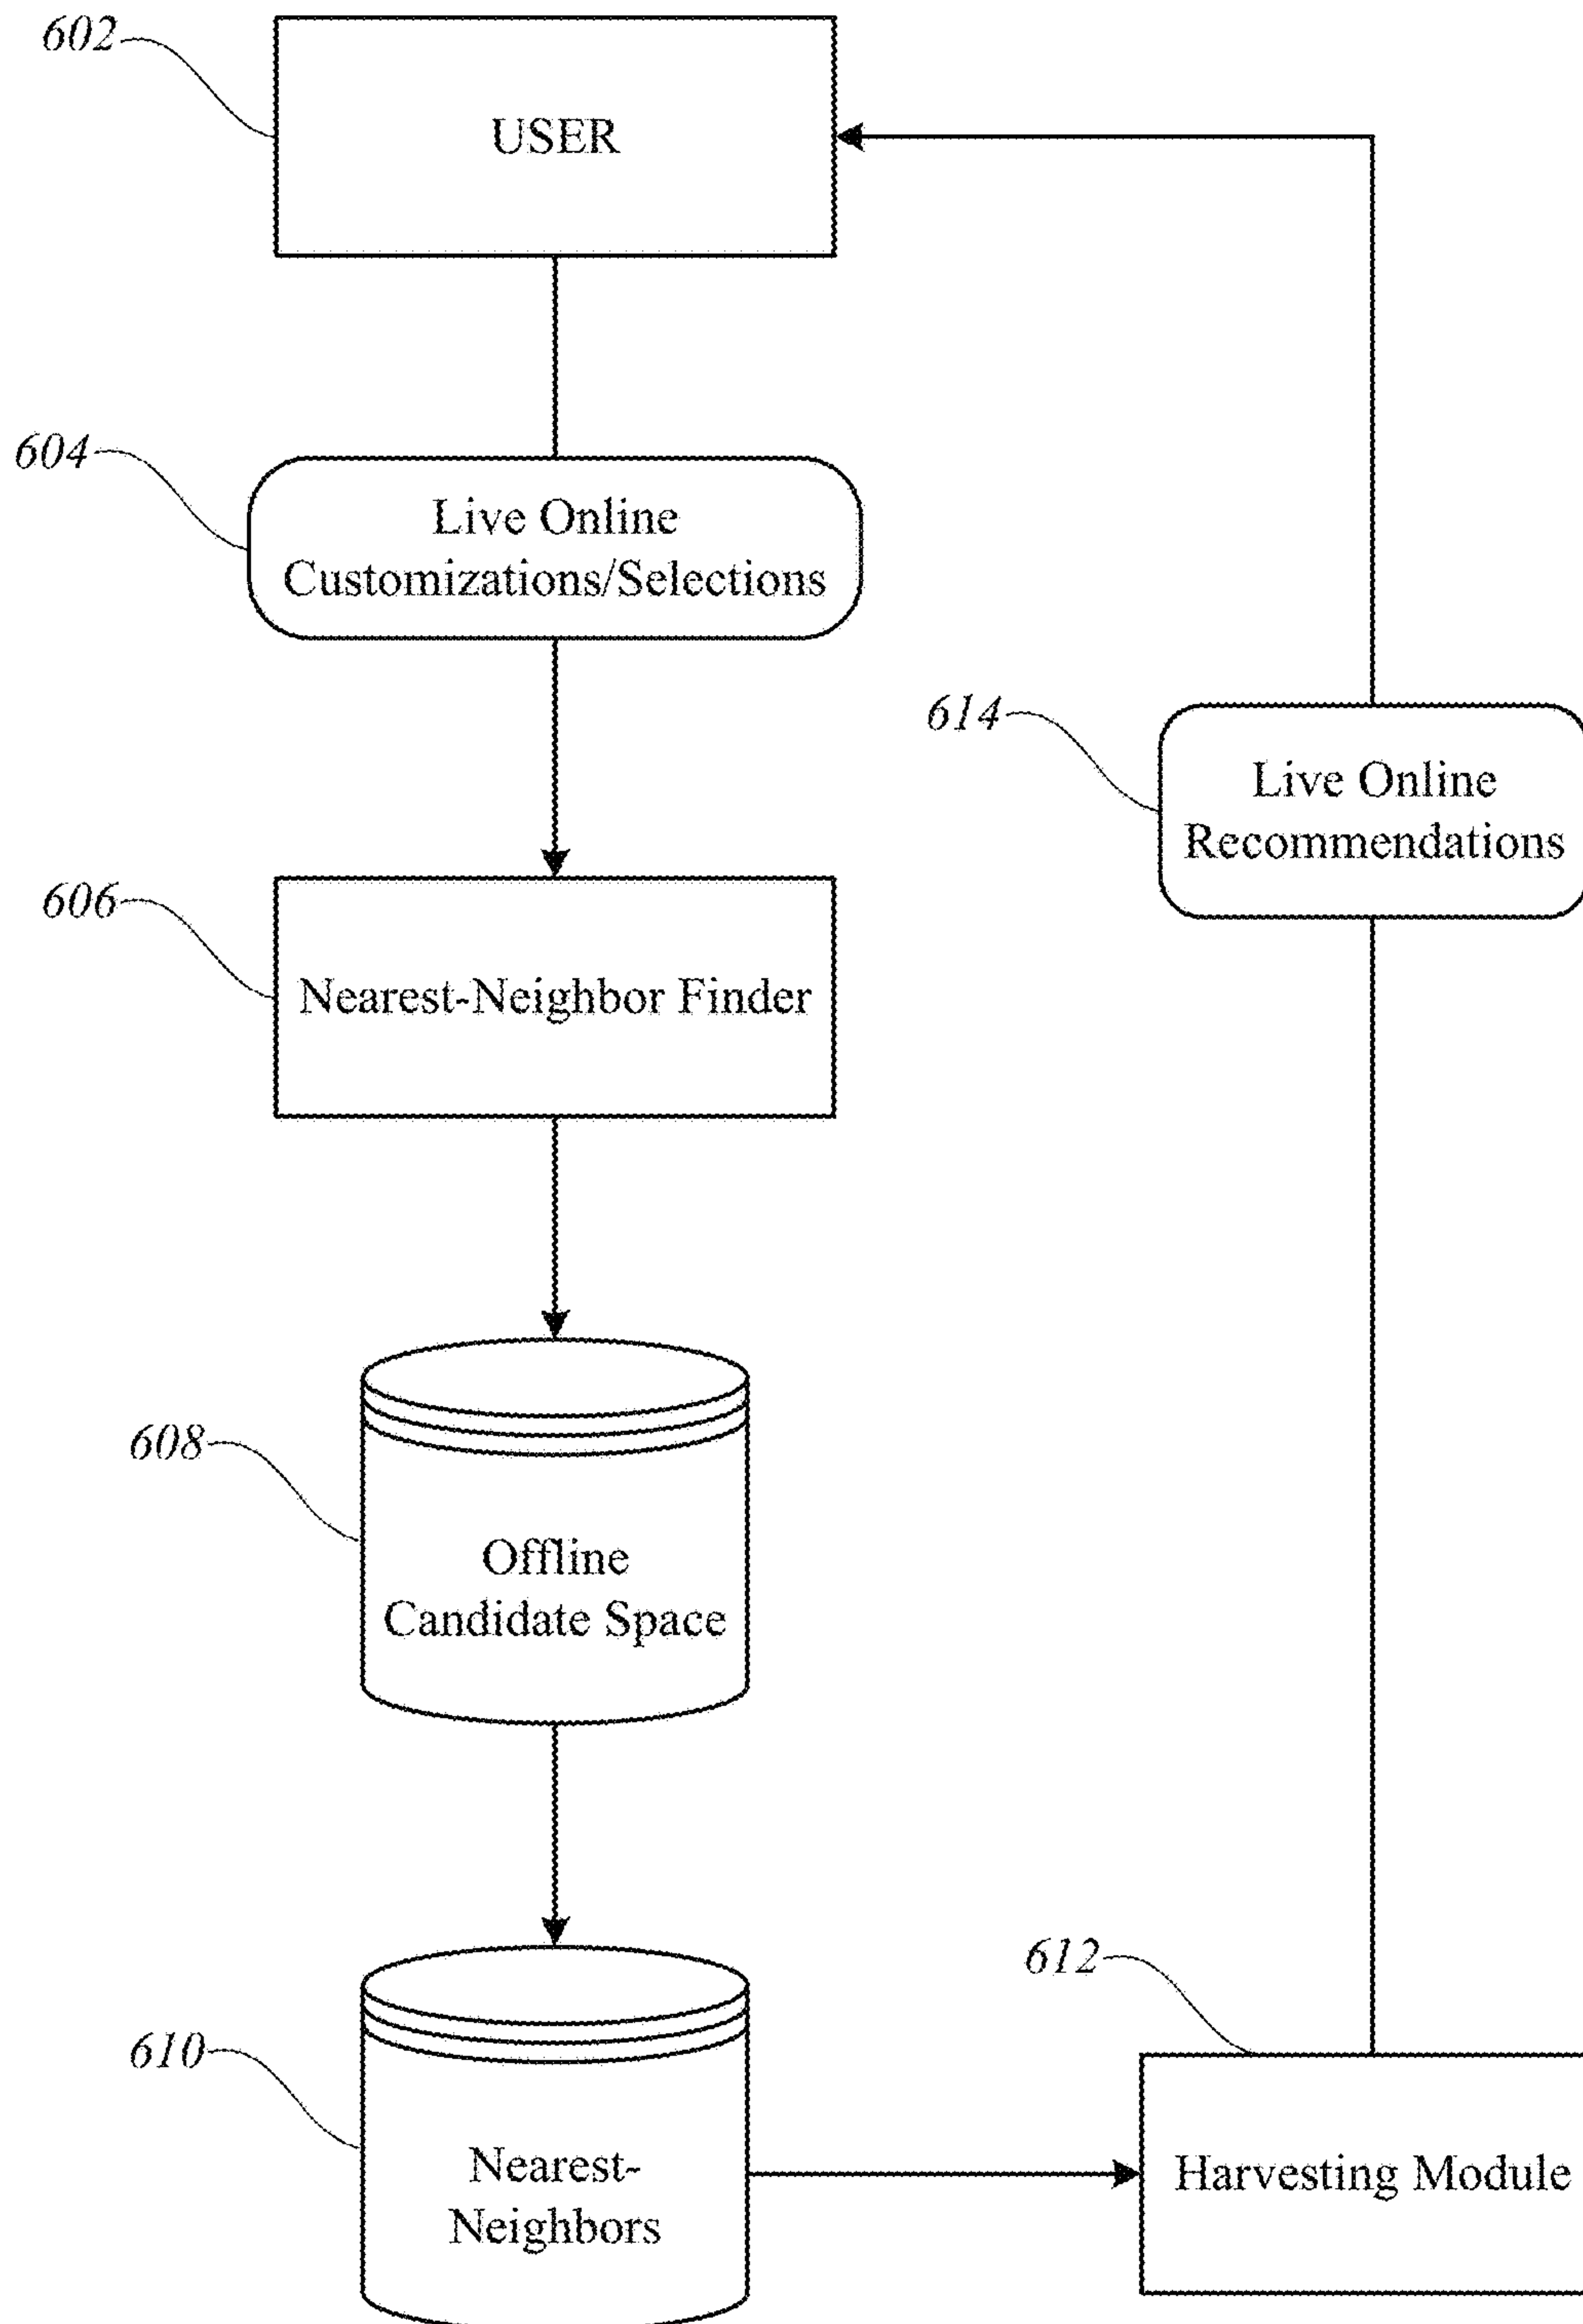 602
USER
604
Live Online
Customizations/Selections
614
Live Online
Recommendations
606
Nearest-Neighbor Finder
608
Offline
Candidate Space
612
610
Nearest-
Neighbors
Harvesting Module